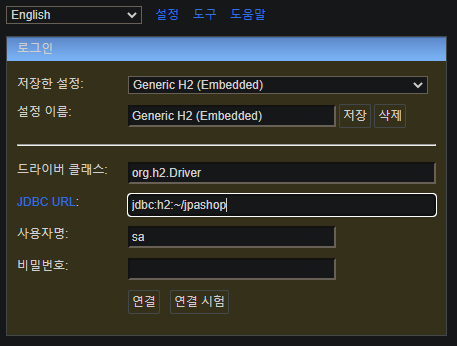 English 설정 도구 도움말
로그인
저장한 설정: Generic H2 (Embedded)
설정 이름: Generic H2 (Embedded) 저장 삭제
드라이버 클래스: org.h2.Driver
JDBC URL: jdbc:h2:~/jpashop
사용자명: sa
비밀번호:
연결 연결 시험